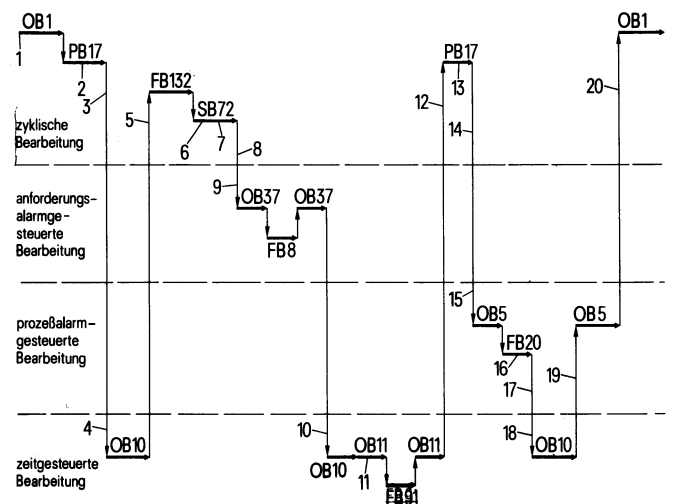 OB1
OB1
1
PB17
PB17
2
3
12
13
20
FB132
SB72
5
14
6
7
8
zyklische
Bearbeitung
9
OB37
OB37
anforderungs-
alarmge-
steuerte
Bearbeitung
FB8
15
OB5
OB5
prozeßalarm-
gesteuerte
Bearbeitung
FB20
16
17
19
4
10
18
OB10
OB11
OB11
OB10
OB10
11
zeitgesteuerte
Bearbeitung